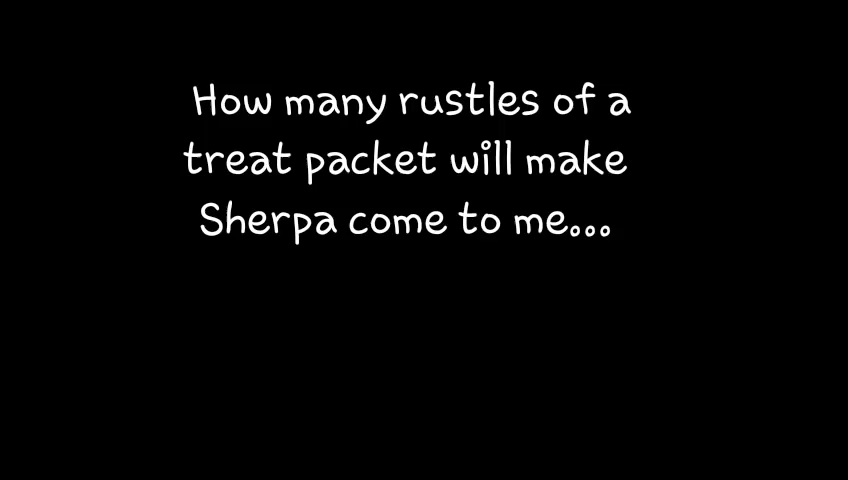 How many rustles of a
treat packet will make
Sherpa come to me...